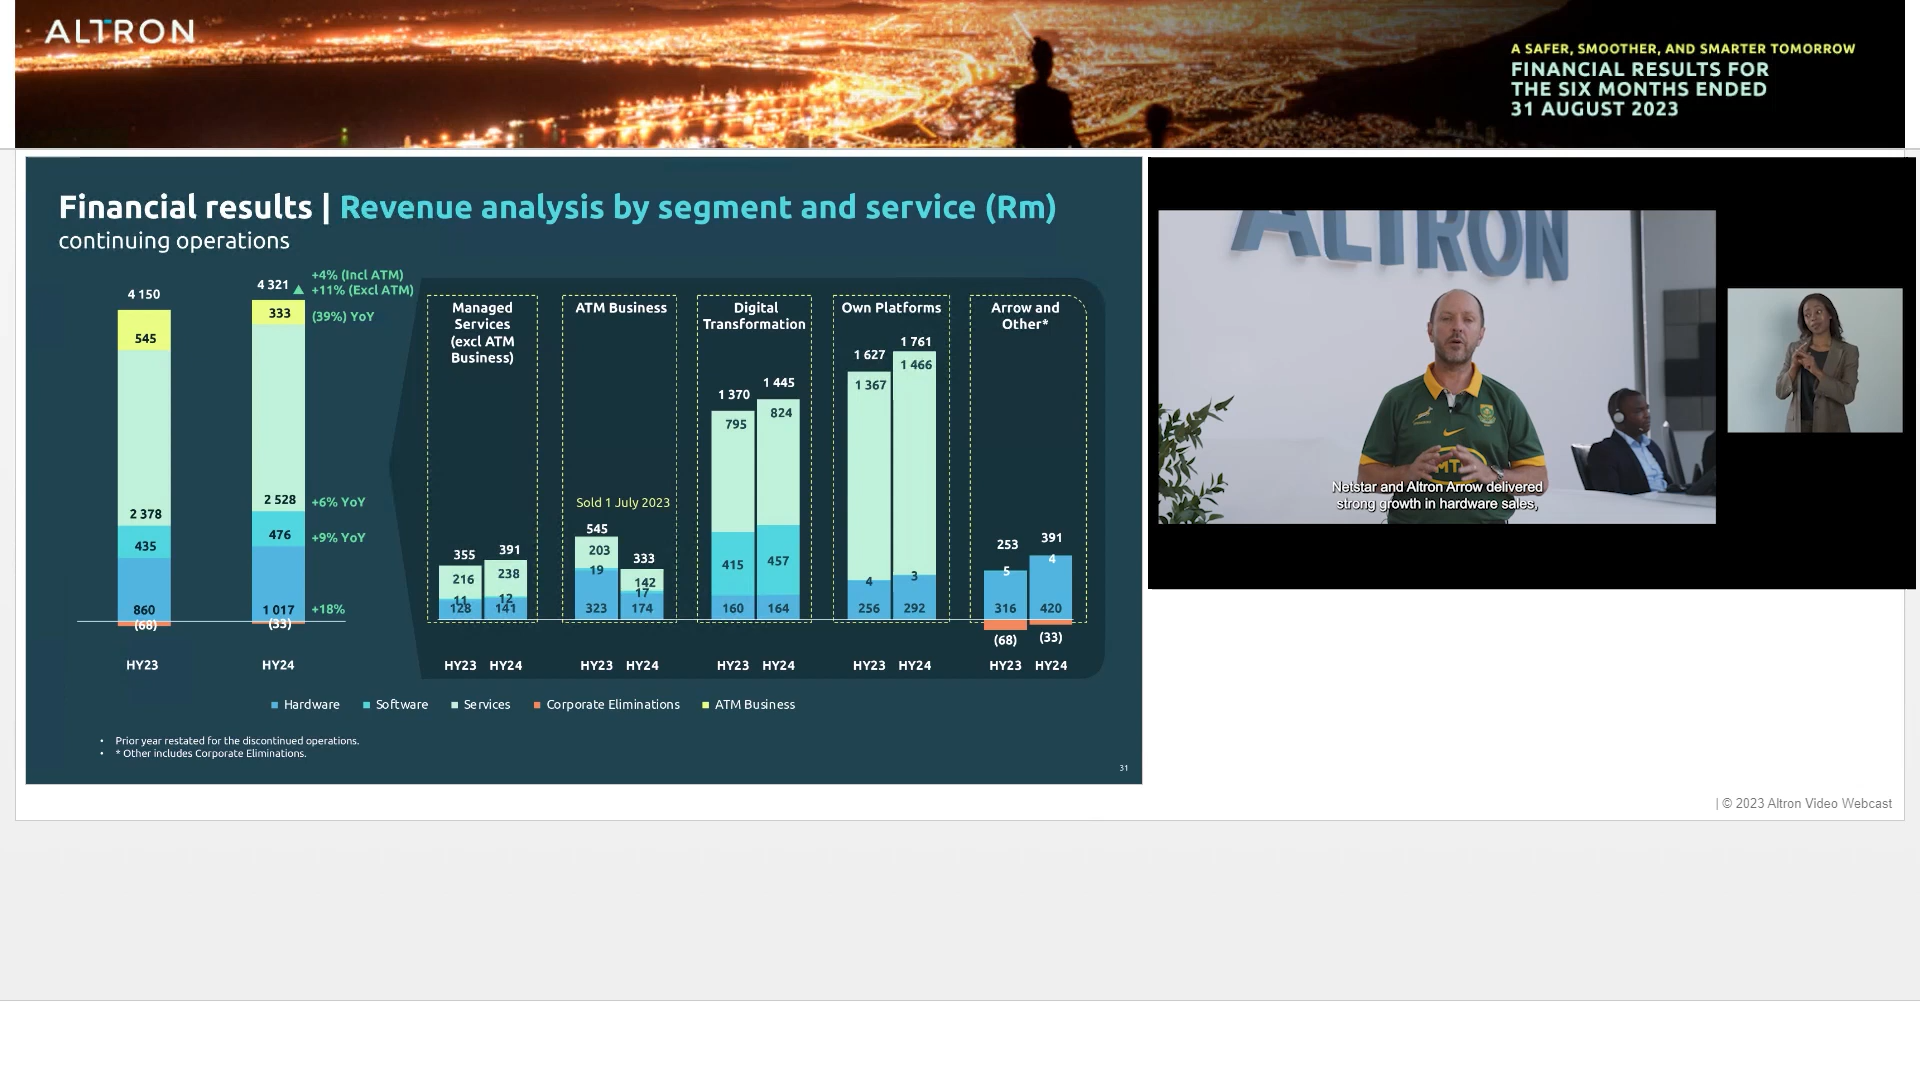 ALTRON
A SAFER, SMOOTHER, AND SMARTER TOMORROW
FINANCIAL RESULTS FOR
THE SIX MONTHS ENDED
31 AUGUST 2023
Financial results | Revenue analysis by segment and service (Rm)
continuing operations
4 150
545
2 378
435
860
(68)
HY23
4 321
+4% (Incl ATM)
+11% (Excl ATM)
333
(39%) YoY
2 528
+6% YoY
476
+9% YoY
1 017
+18%
(33)
HY24
Managed
Services
(excl ATM
Business)
355 391
216 238
11 12
128 141
HY23 HY24
ATM Business
Sold 1 July 2023
545
203
19
323
333
142
17
174
HY23 HY24
Digital
Transformation
1 370 1 445
795 824
415 457
160 164
HY23 HY24
Own Platforms
1 627 1 761
1 367 1 466
4 3
256 292
HY23 HY24
Arrow and
Other*
253 391
5 4
316 420
(68) (33)
HY23 HY24
Hardware Software Services Corporate Eliminations ATM Business
• Prior year restated for the discontinued operations.
• * Other includes Corporate Eliminations.
31
ALTRON
Netstar and Altron Arrow delivered
strong growth in hardware sales,
| © 2023 Altron Video Webcast